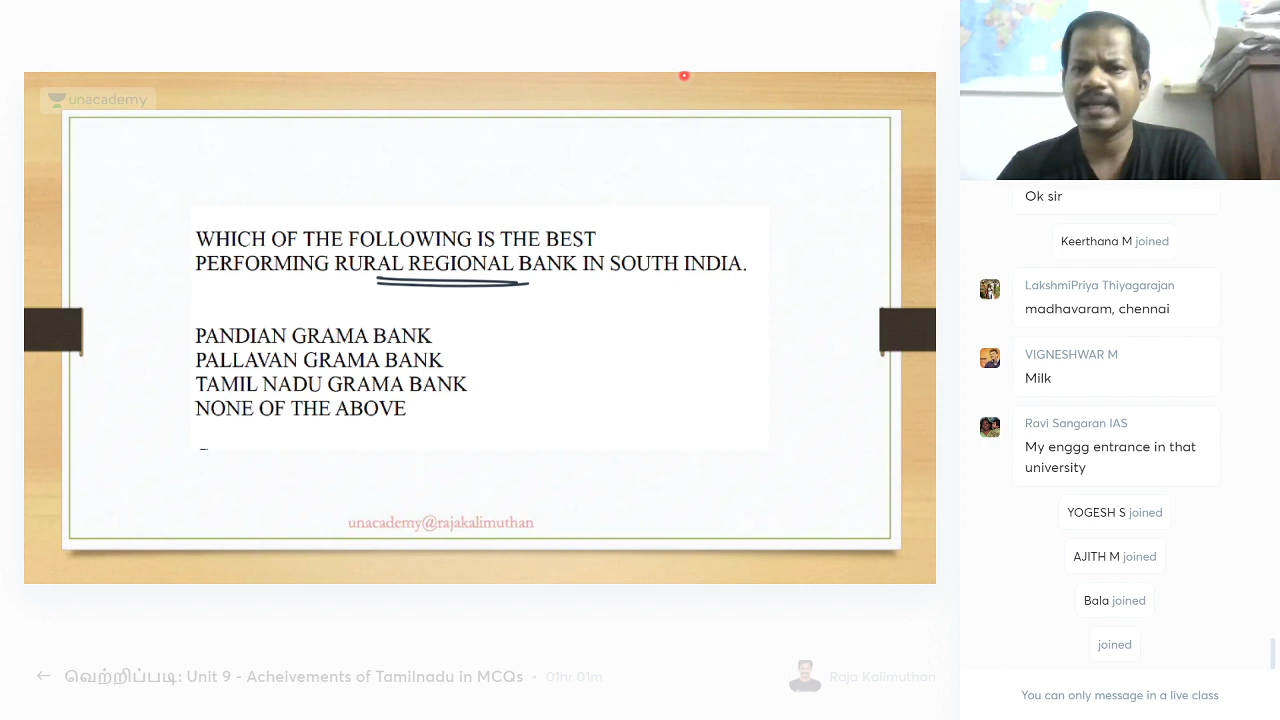 unacademy
WHICH OF THE FOLLOWING IS THE BEST
PERFORMING RURAL REGIONAL BANK IN SOUTH INDIA.
PANDIAN GRAMA BANK
PALLAVAN GRAMA BANK
TAMIL NADU GRAMA BANK
NONE OF THE ABOVE
unacademy@rajakalimuthan
வெற்றிப்படி: Unit 9 - Acheivements of Tamilnadu in MCQs • 01hr 01m
Raja Kalimuthan
Ok sir
Keerthana M joined
LakshmiPriya Thiyagarajan
madhavaram, chennai
VIGNESHWAR M
Milk
Ravi Sangaran IAS
My enggg entrance in that
university
YOGESH S joined
AJITH M joined
Bala joined
joined
You can only message in a live class